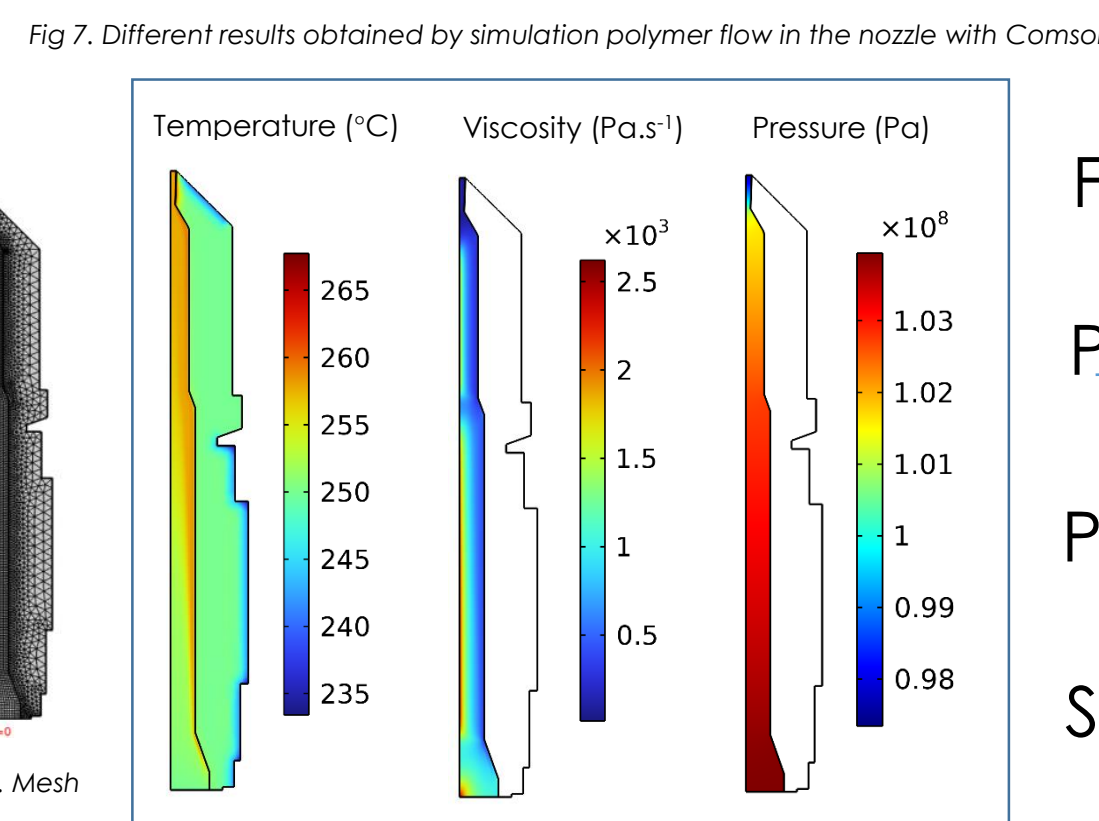 Fig 7. Different results obtained by simulation polymer flow in the nozzle with Comsol
Temperature (°C)
Viscosity (Pa.s-1)
Pressure (Pa)
×10³
×10⁸
265
260
255
250
245
240
235
2.5
2
1.5
1
0.5
1.03
1.02
1.01
1
0.99
0.98
=0
. Mesh
F
P
P
S